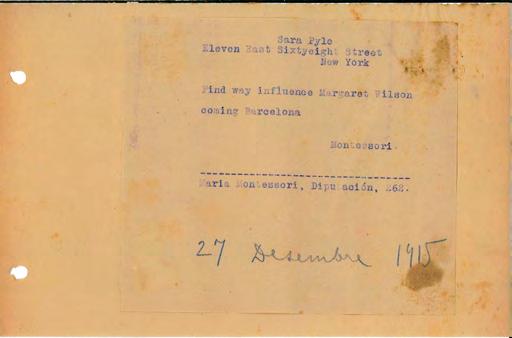 Sara Pyle
Eleven East Sixtyeight Street
New York
Find way influence Margaret Wilson
coming Barcelona
Montessori.
Maria Montessori, Diputación, 262.
27 Desembre 1915